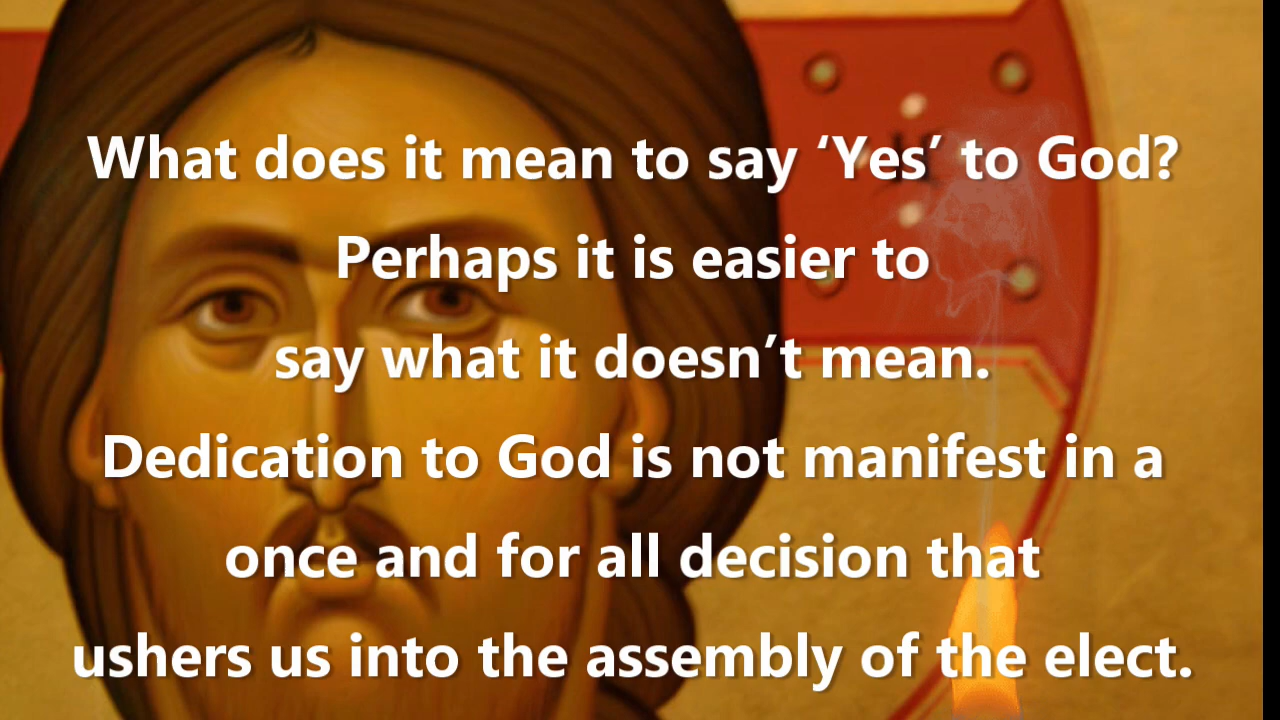 What does it mean to say ‘Yes’ to God?
Perhaps it is easier to
say what it doesn’t mean.
Dedication to God is not manifest in a
once and for all decision that
ushers us into the assembly of the elect.